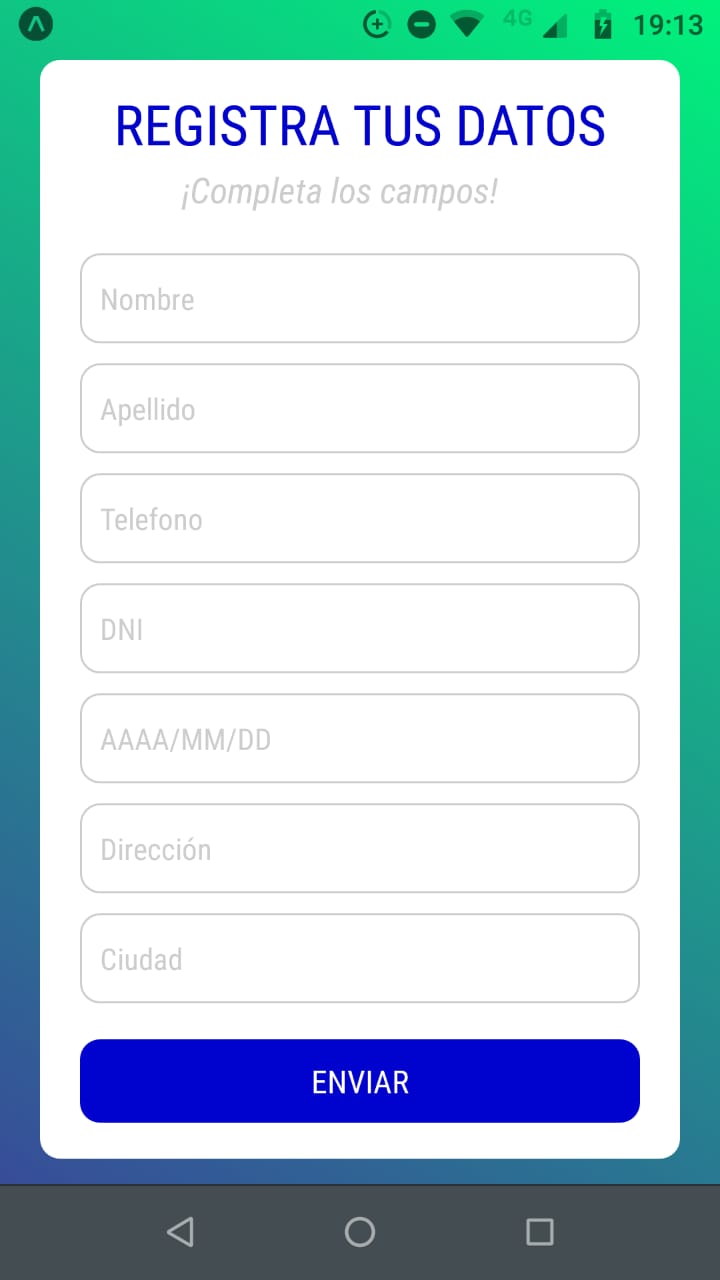 4G 19:13
REGISTRA TUS DATOS
¡Completa los campos!
Nombre
Apellido
Telefono
DNI
AAAA/MM/DD
Dirección
Ciudad
ENVIAR